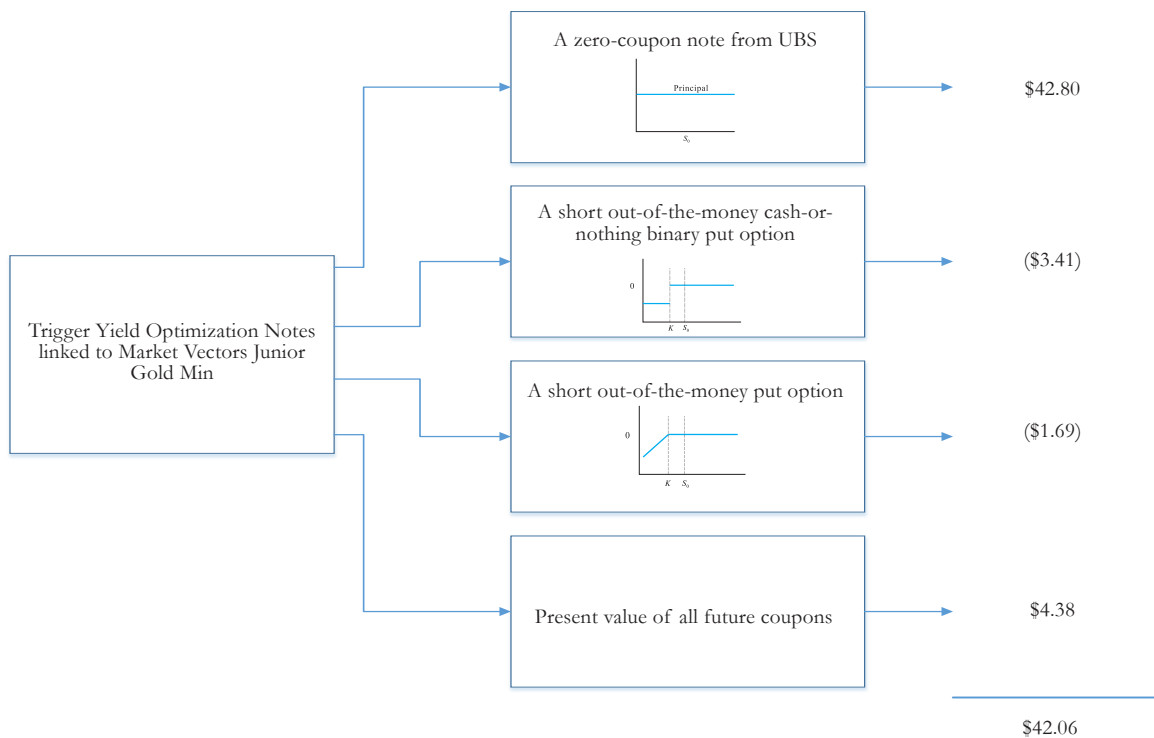 A zero-coupon note from UBS
Principal
S₀
$42.80
A short out-of-the-money cash-or-
nothing binary put option
0
K
S₀
($3.41)
Trigger Yield Optimization Notes
linked to Market Vectors Junior
Gold Min
A short out-of-the-money put option
0
K
S₀
($1.69)
Present value of all future coupons
$4.38
$42.06